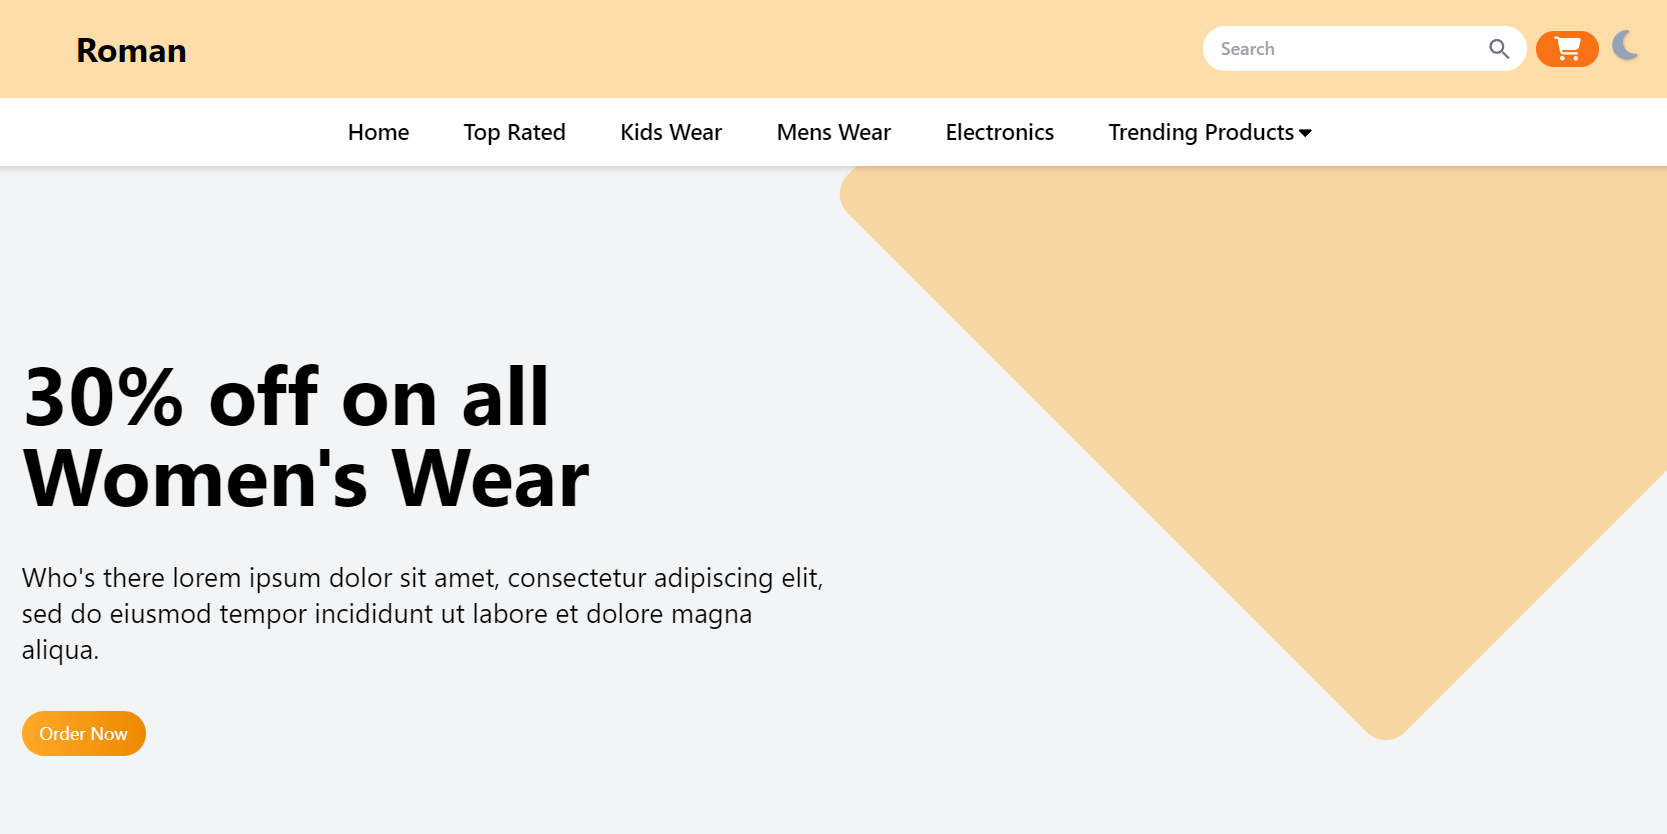 Roman
Search
Home Top Rated Kids Wear Mens Wear Electronics Trending Products
30% off on all
Women's Wear
Who's there lorem ipsum dolor sit amet, consectetur adipiscing elit,
sed do eiusmod tempor incididunt ut labore et dolore magna
aliqua.
Order Now